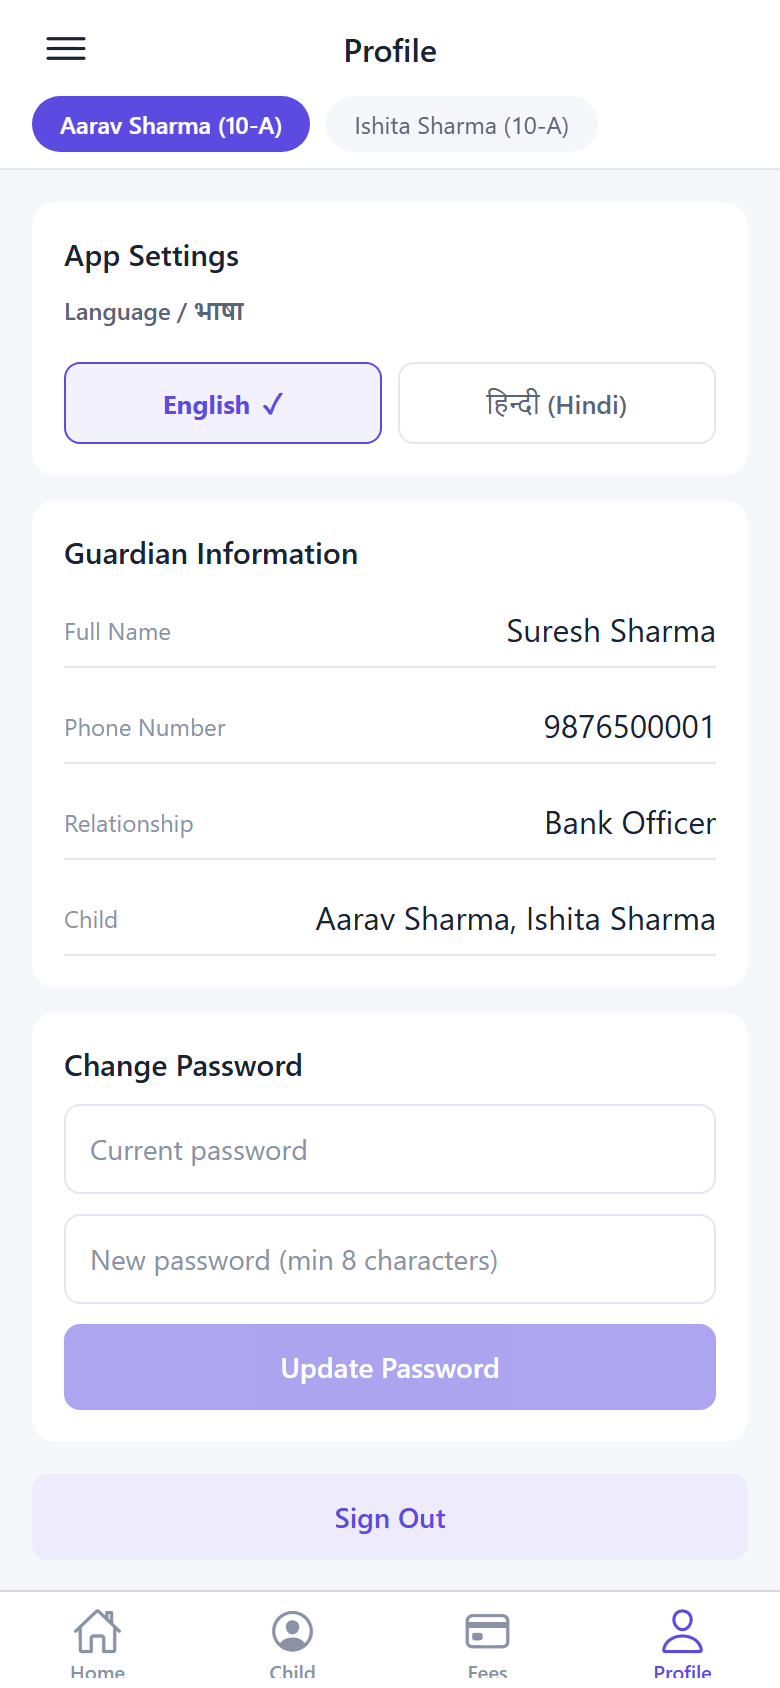 Profile
Aarav Sharma (10-A)
Ishita Sharma (10-A)
App Settings
Language / भाषा
English ✓
हिन्दी (Hindi)
Guardian Information
Full Name
Suresh Sharma
Phone Number
9876500001
Relationship
Bank Officer
Child
Aarav Sharma, Ishita Sharma
Change Password
Current password
New password (min 8 characters)
Update Password
Sign Out
Home
Child
Fees
Profile